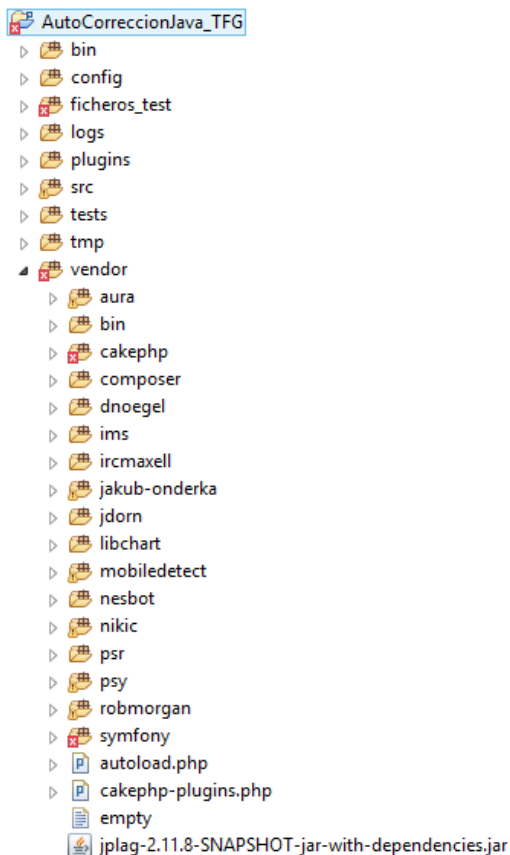 AutoCorreccionJava_TFG
bin
config
ficheros_test
logs
plugins
src
tests
tmp
vendor
aura
bin
cakephp
composer
dnoegel
ims
ircmaxell
jakub-onderka
jdorn
libchart
mobiledetect
nesbot
nikic
psr
psy
robmorgan
symfony
autoload.php
cakephp-plugins.php
empty
jplag-2.11.8-SNAPSHOT-jar-with-dependencies.jar